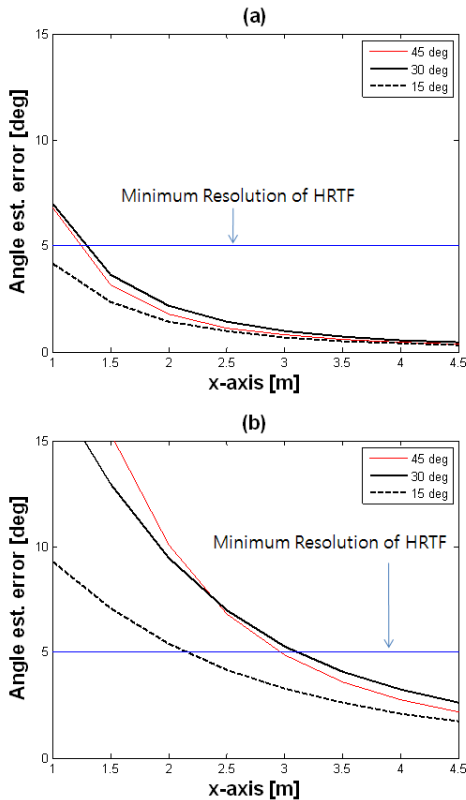 (a)
15
10
5
0
Angle est. error [deg]
45 deg
30 deg
15 deg
Minimum Resolution of HRTF
1 1.5 2 2.5 3 3.5 4 4.5
x-axis [m]
(b)
15
10
5
0
Angle est. error [deg]
45 deg
30 deg
15 deg
Minimum Resolution of HRTF
1 1.5 2 2.5 3 3.5 4 4.5
x-axis [m]